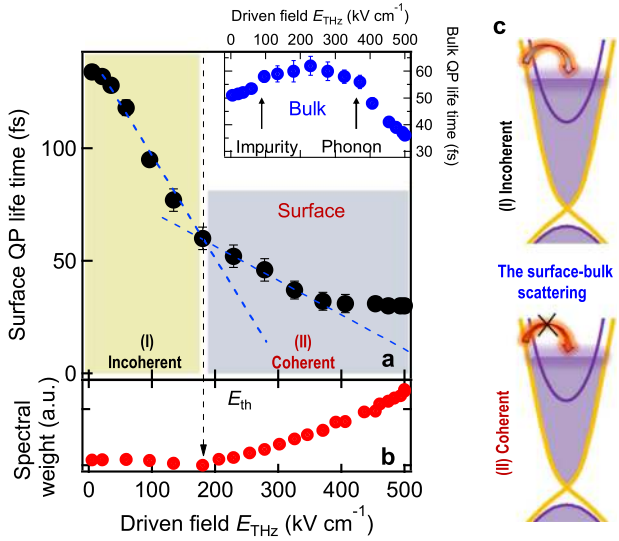 Driven field E_THz (kV cm⁻¹)
0 100 200 300 400 500
Bulk
Impurity
Phonon
60
50
40
30
Bulk QP life time (fs)
100
50
0
Surface QP life time (fs)
Surface
(I)
Incoherent
(II)
Coherent
a
E_th
b
Spectral
weight (a.u.)
0 100 200 300 400 500
Driven field E_THz (kV cm⁻¹)
c
(I) Incoherent
The surface-bulk
scattering
(II) Coherent